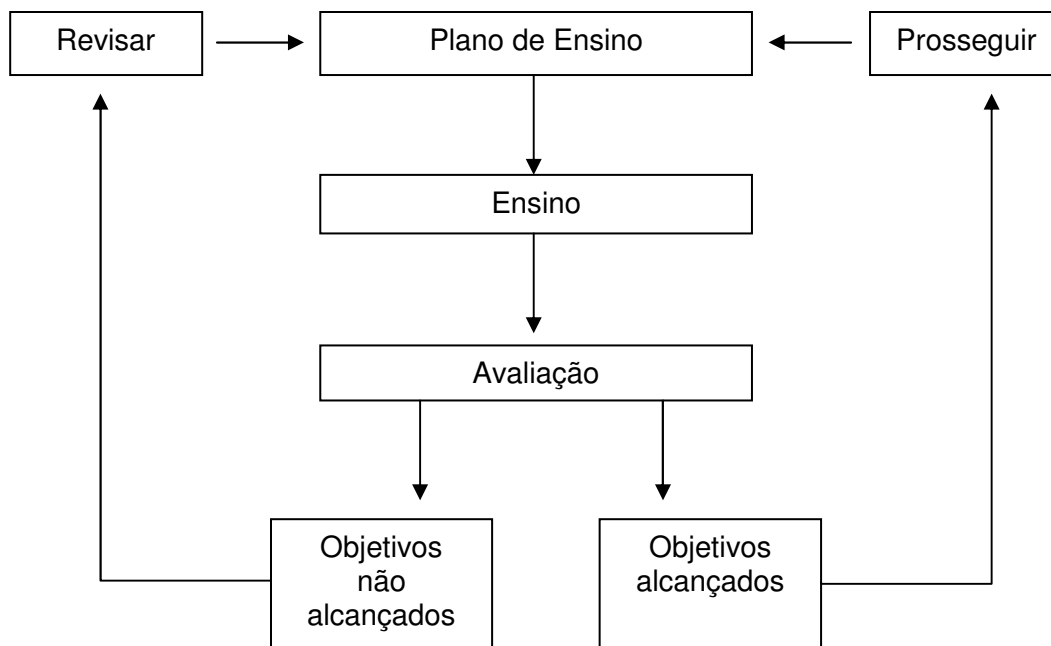 Revisar
Plano de Ensino
Prosseguir
Ensino
Avaliação
Objetivos
não
alcançados
Objetivos
alcançados